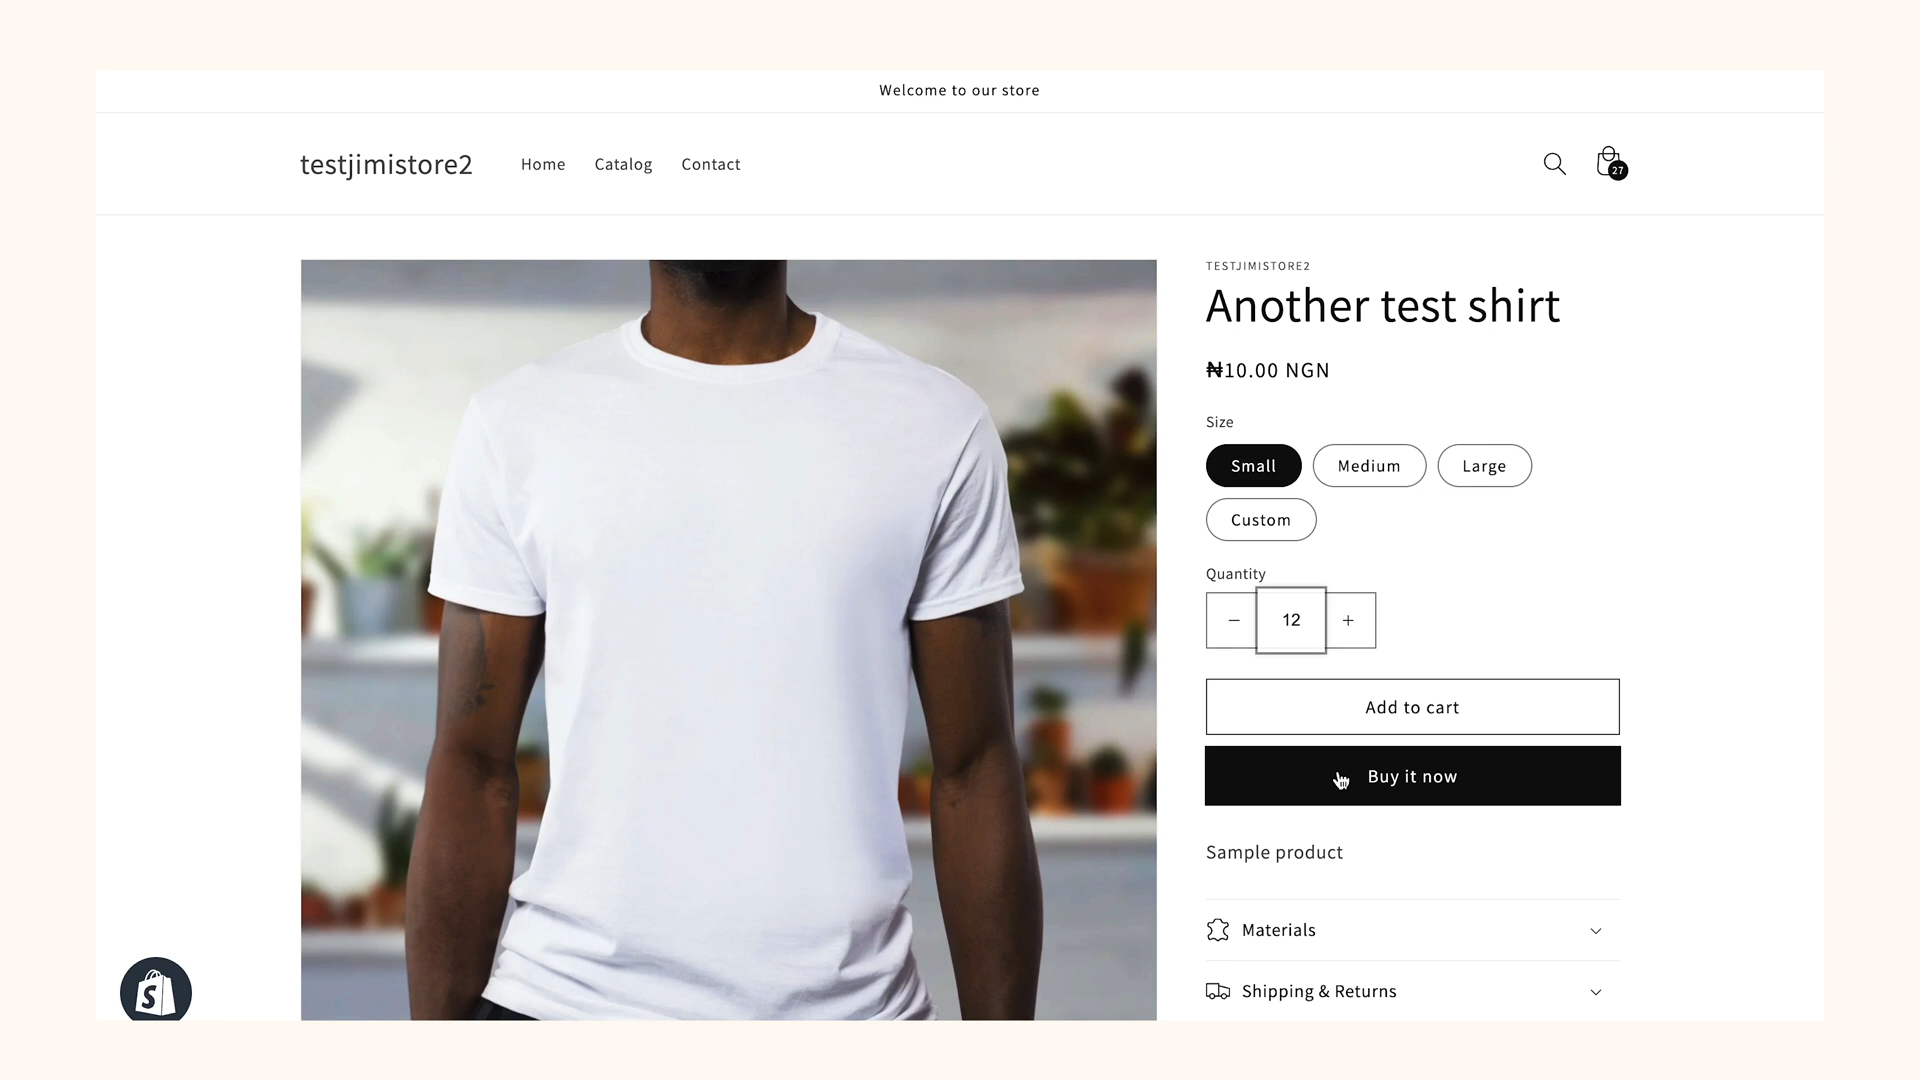 Welcome to our store
testjimistore2 Home Catalog Contact
27
TESTJIMISTORE2
Another test shirt
₦10.00 NGN
Size
Small Medium Large
Custom
Quantity
− 12 +
Add to cart
Buy it now
Sample product
Materials
Shipping & Returns
S